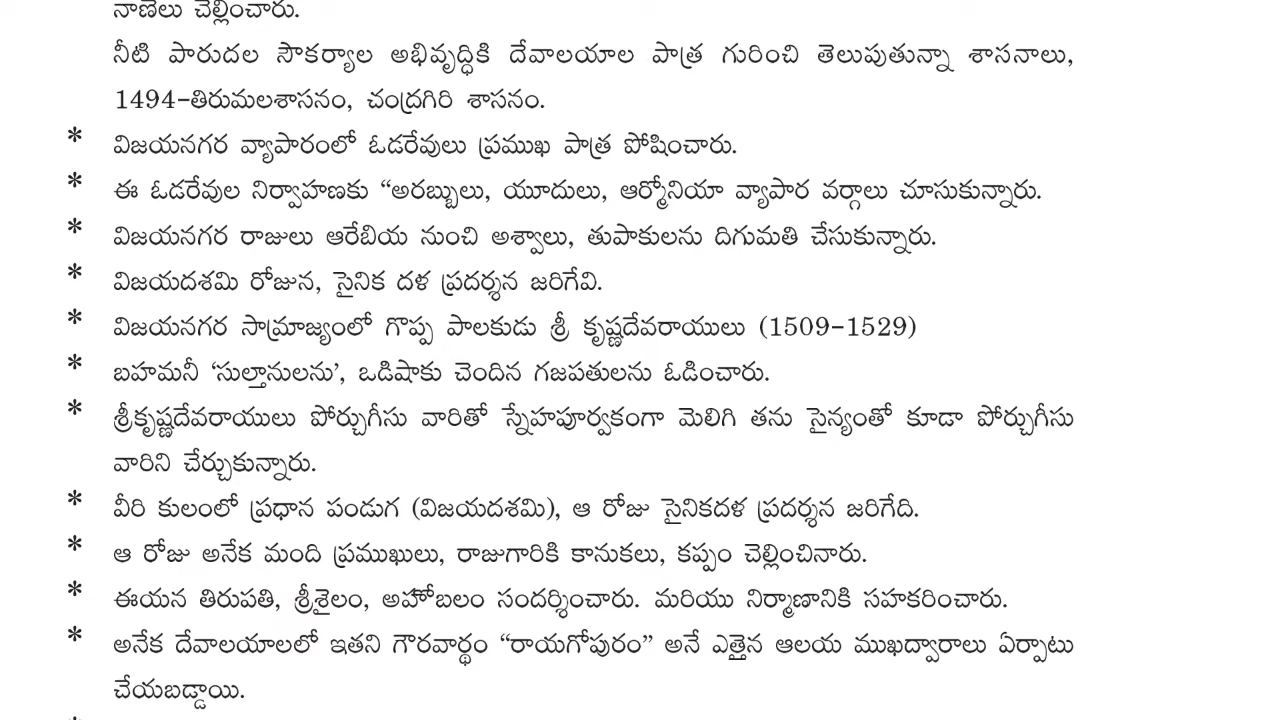 నాణేలు చెల్లించారు.
నీటి పారుదల సౌకర్యాల అభివృద్ధికి దేవాలయాల పాత్ర గురించి తెలుపుతున్నా శాసనాలు,
1494-తిరుమలశాసనం, చంద్రగిరి శాసనం.
* విజయనగర వ్యాపారంలో ఓడరేవులు ప్రముఖ పాత్ర పోషించారు.
* ఈ ఓడరేవుల నిర్వాహణకు “అరబ్బులు, యూదులు, ఆర్మోనియా వ్యాపార వర్గాలు చూసుకున్నారు.
* విజయనగర రాజులు ఆరేబియ నుంచి అశ్వాలు, తుపాకులను దిగుమతి చేసుకున్నారు.
* విజయదశమి రోజున, సైనిక దళ ప్రదర్శన జరిగేవి.
* విజయనగర సామ్రాజ్యంలో గొప్ప పాలకుడు శ్రీ కృష్ణదేవరాయులు (1509-1529)
* బహమనీ ‘సుల్తానులను’, ఒడిషాకు చెందిన గజపతులను ఓడించారు.
* శ్రీకృష్ణదేవరాయులు పోర్చుగీసు వారితో స్నేహపూర్వకంగా మెలిగి తను సైన్యంతో కూడా పోర్చుగీసు
వారిని చేర్చుకున్నారు.
* వీరి కులంలో ప్రధాన పండుగ (విజయదశమి), ఆ రోజు సైనికదళ ప్రదర్శన జరిగేది.
* ఆ రోజు అనేక మంది ప్రముఖులు, రాజుగారికి కానుకలు, కప్పం చెల్లించినారు.
* ఈయన తిరుపతి, శ్రీశైలం, అహోబలం సందర్శించారు. మరియు నిర్మాణానికి సహకరించారు.
* అనేక దేవాలయాలలో ఇతని గౌరవార్థం “రాయగోపురం” అనే ఎత్తైన ఆలయ ముఖద్వారాలు ఏర్పాటు
చేయబడ్డాయి.